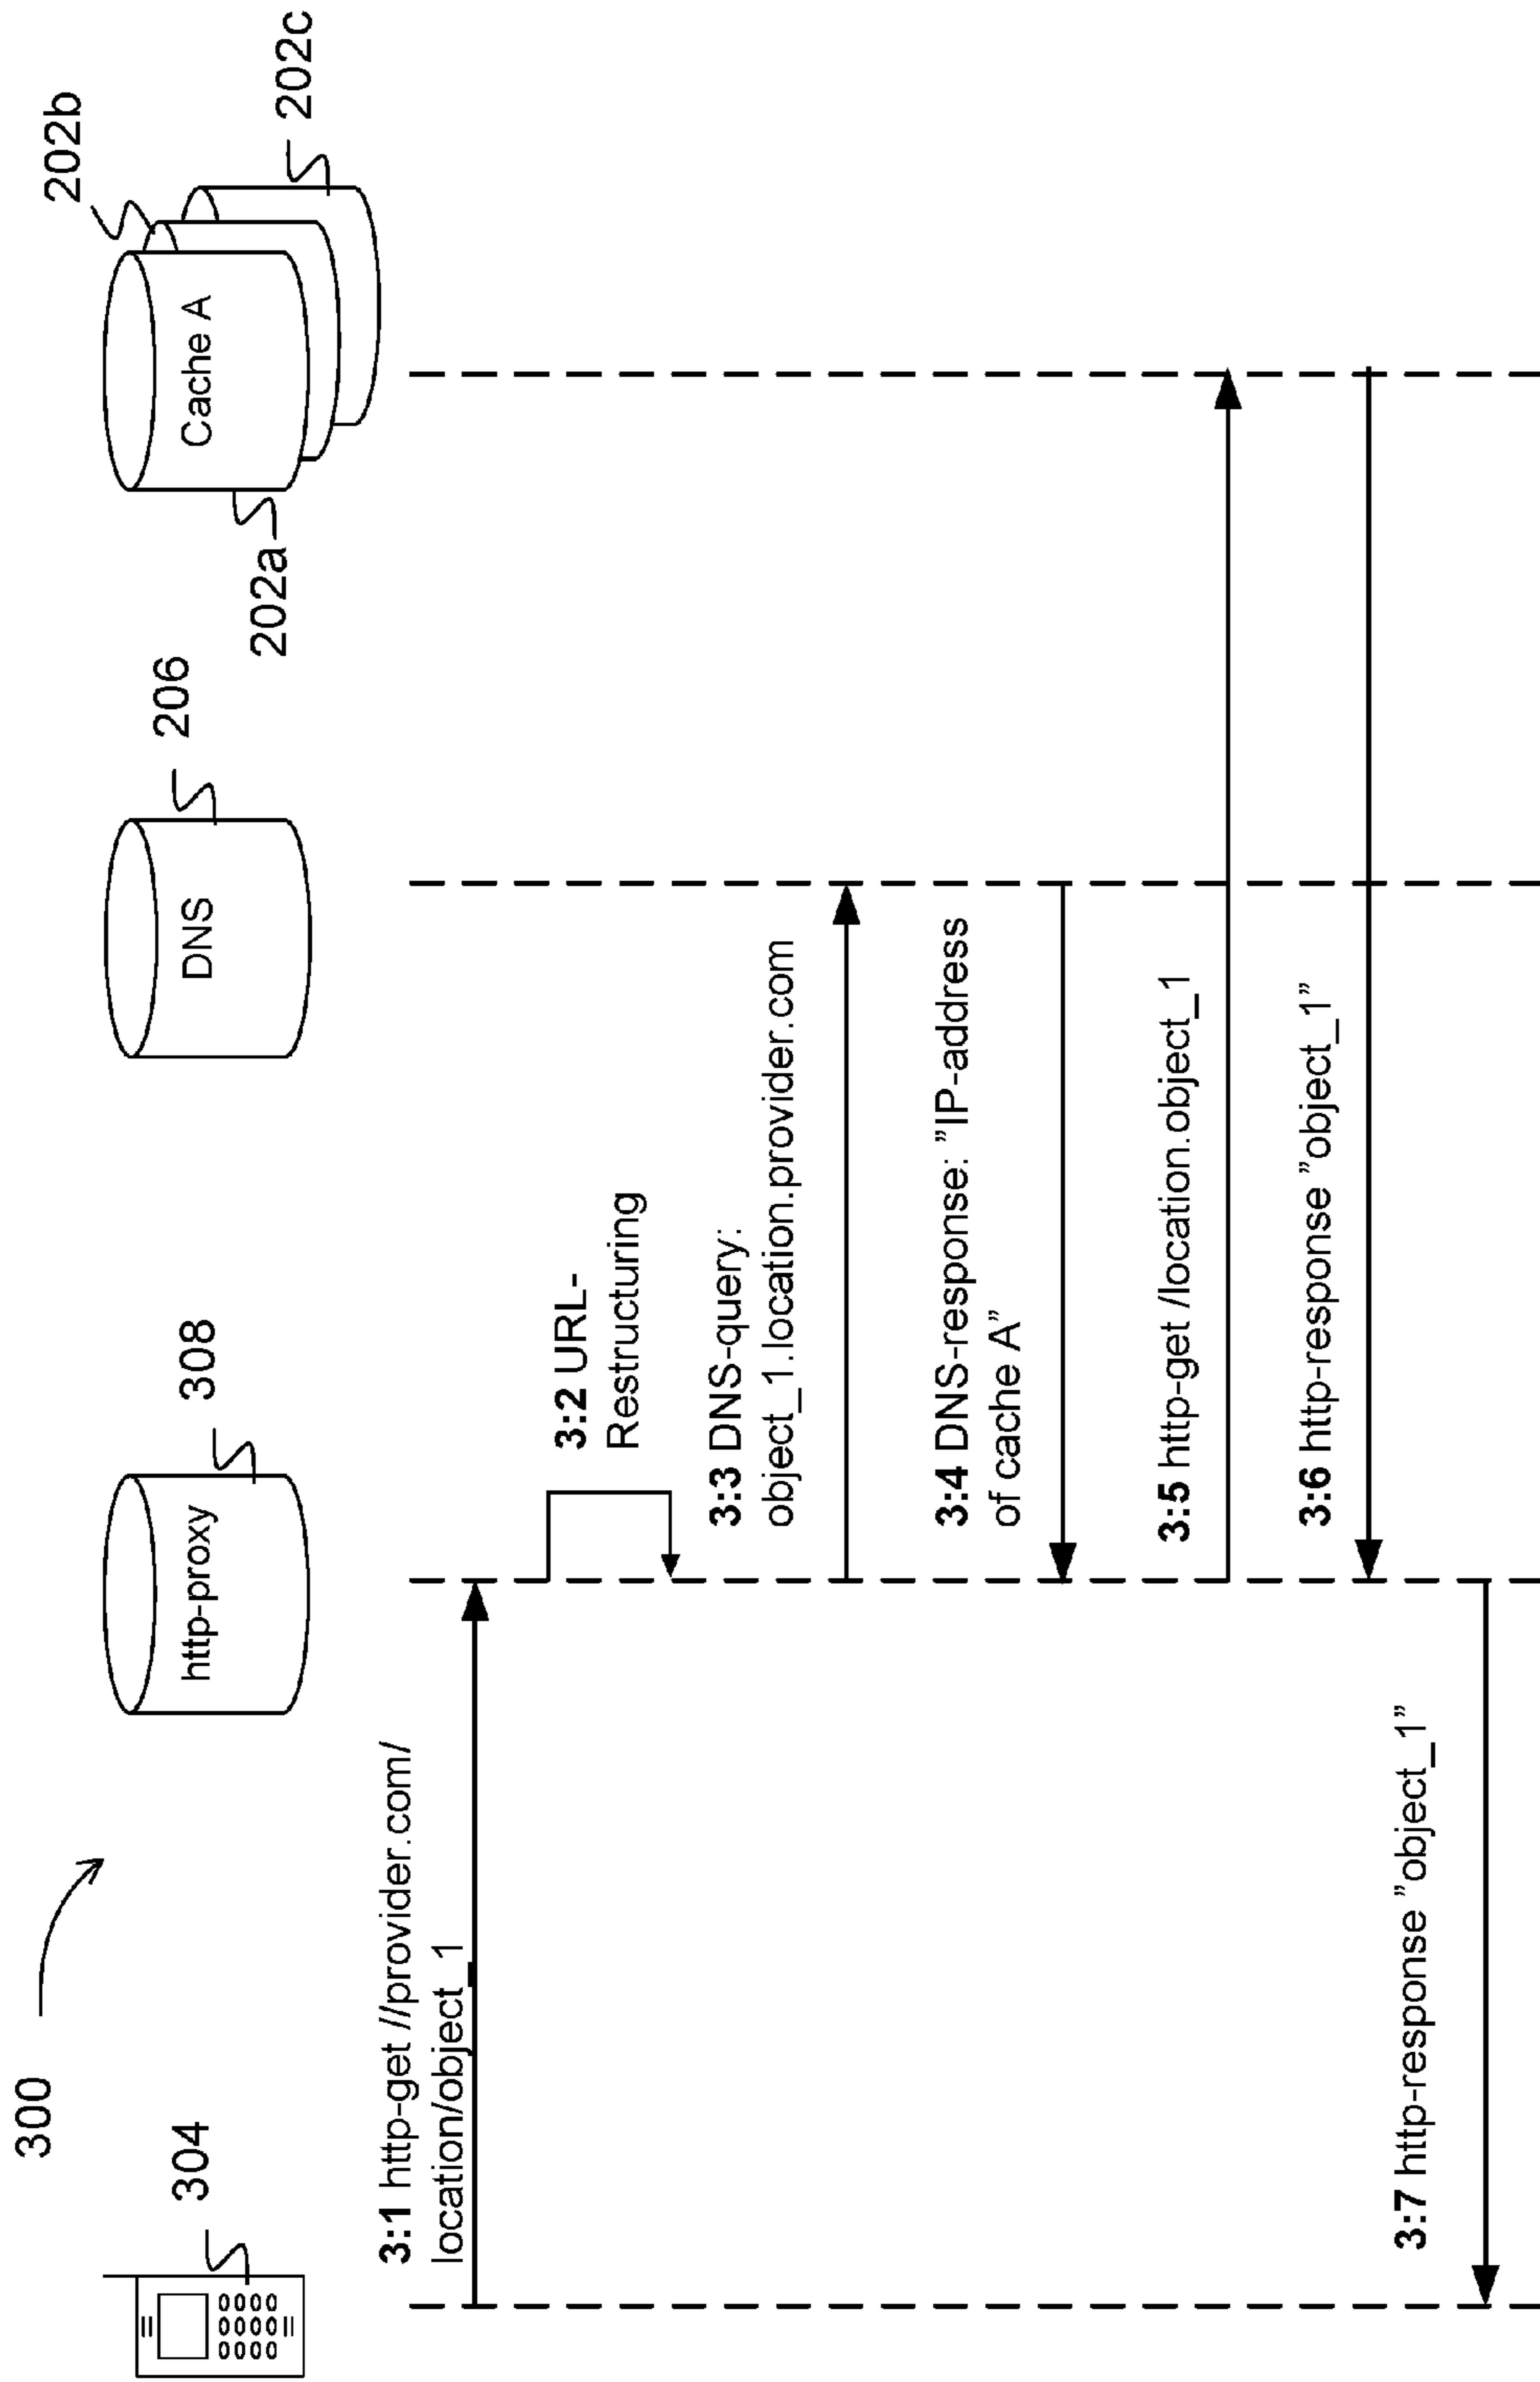 300
304
308
206
202a
202b
202c
http-proxy
DNS
Cache A
3:1 http-get //provider.com/
location/object_1
3:2 URL-
Restructuring
3:3 DNS-query:
object_1.location.provider.com
3:4 DNS-response: ”IP-address
of cache A”
3:5 http-get /location.object_1
3:6 http-response ”object_1”
3:7 http-response ”object_1”